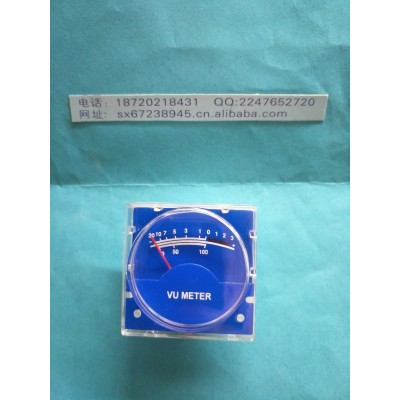 电话: 18720218431 QQ:2247652720
网址: sx67238945.cn.alibaba.com
20 10 7 5 3 1 0 1 2 3
50 100
VU METER